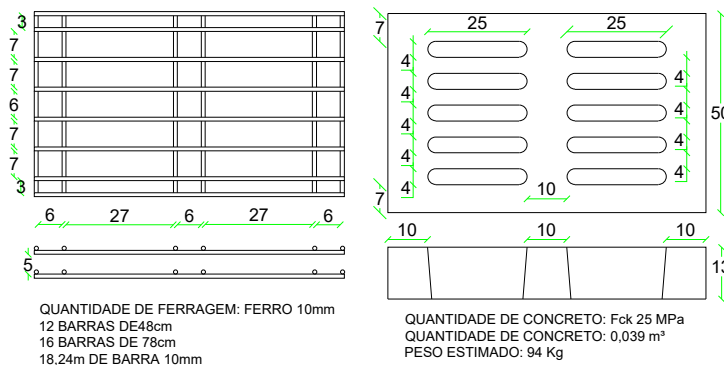 3
7
7
6
7
7
3
6 27 6 27 6
5
QUANTIDADE DE FERRAGEM: FERRO 10mm
12 BARRAS DE48cm
16 BARRAS DE 78cm
18,24m DE BARRA 10mm
7
25 25
4
4
4
4
4
4
4
4
4
4
50
7
10
10 10 10
13
QUANTIDADE DE CONCRETO: Fck 25 MPa
QUANTIDADE DE CONCRETO: 0,039 m³
PESO ESTIMADO: 94 Kg